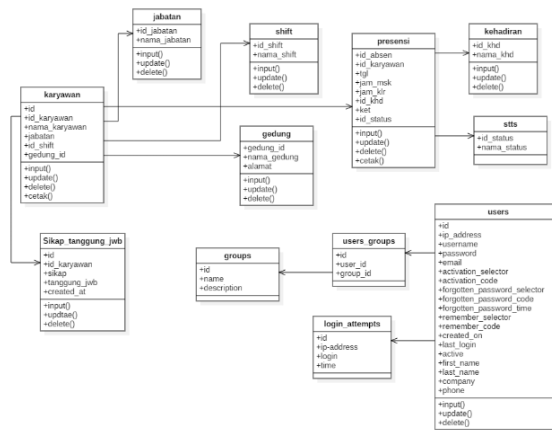 jabatan
+id_jabatan
+nama_jabatan
+input()
+update()
+delete()
shift
+id_shift
+nama_shift
+input()
+update()
+delete()
presensi
+id_absen
+id_karyawan
+tgl
+jam_msk
+jam_klr
+id_khd
+ket
+id_status
+input()
+update()
+delete()
+cetak()
kehadiran
+id_khd
+nama_khd
+input()
+update()
+delete()
karyawan
+id
+id_karyawan
+nama_karyawan
+jabatan
+id_shift
+gedung_id
+input()
+update()
+delete()
+cetak()
gedung
+gedung_id
+nama_gedung
+alamat
+input()
+update()
+delete()
stts
+id_status
+nama_status
Sikap_tanggung_jwb
+id
+id_karyawan
+sikap
+tanggung_jwb
+created_at
+input()
+updtae()
+delete()
groups
+id
+name
+description
users_groups
+id
+user_id
+group_id
login_attempts
+id
+ip-address
+login
+time
users
+id
+ip_address
+username
+password
+email
+activation_selector
+activation_code
+forgotten_password_selector
+forgotten_password_code
+forgotten_password_time
+remember_selector
+remember_code
+created_on
+last_login
+active
+first_name
+last_name
+company
+phone
+input()
+update()
+delete()